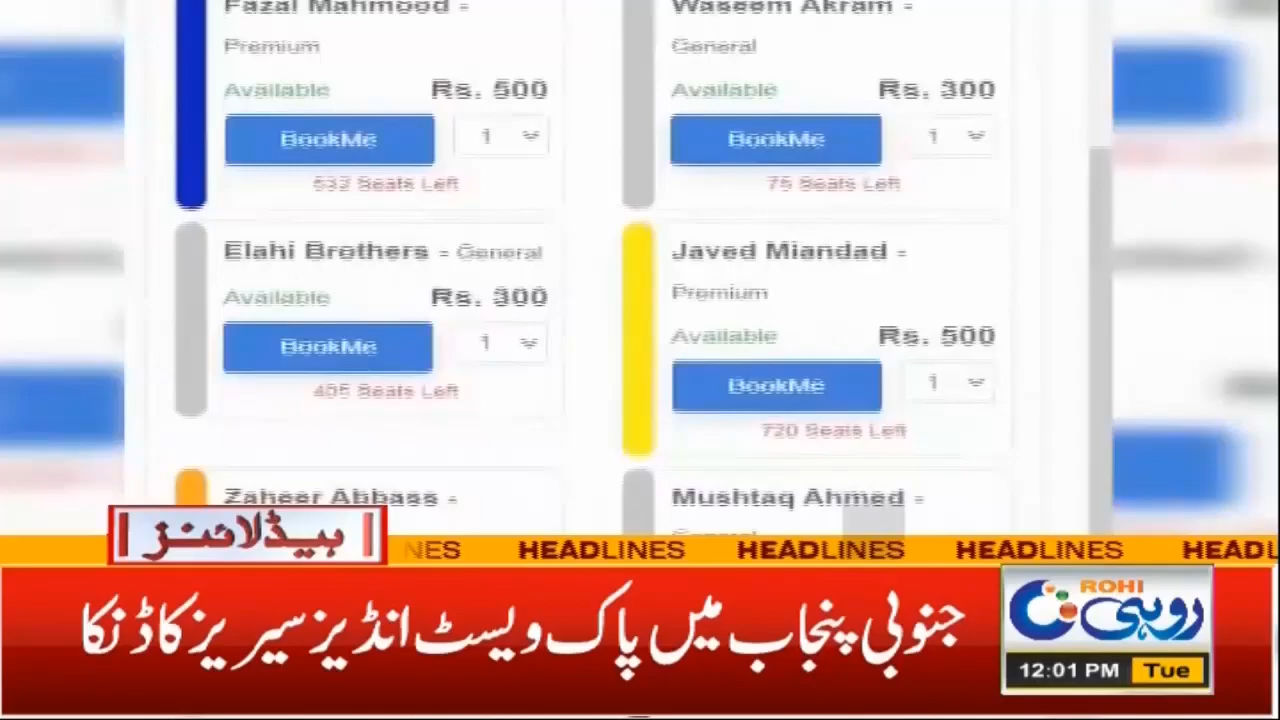 Fazal Mahmood -
Premium
Available Rs. 500
BookMe 1
532 Seats Left
Waseem Akram -
General
Available Rs. 300
BookMe 1
75 Seats Left
Elahi Brothers - General
Available Rs. 300
BookMe 1
405 Seats Left
Javed Miandad -
Premium
Available Rs. 500
BookMe 1
720 Seats Left
Zaheer Abbass -
Mushtaq Ahmed -
General
ہیڈلائنز
NES HEADLINES HEADLINES HEADLINES HEADL
جنوبی پنجاب میں پاک ویسٹ انڈیز سیریز کا ڈنکا
ROHI
روہی
12:01 PM Tue